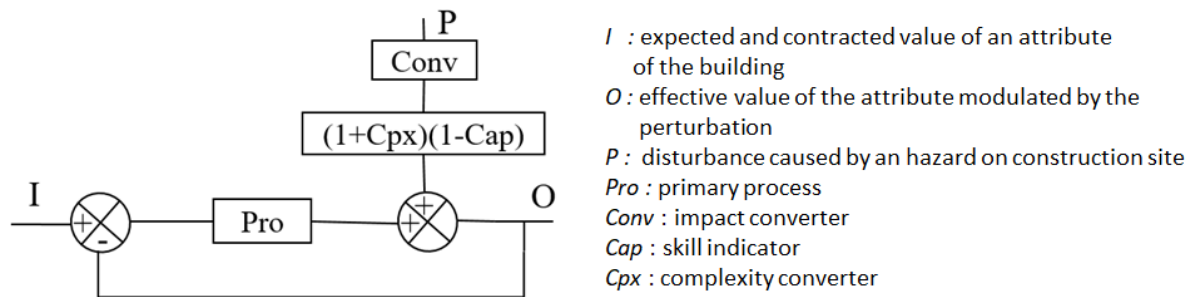 P
Conv
(1+Cpx)(1-Cap)
I
O
+
-
Pro
+
+
I : expected and contracted value of an attribute
of the building
O : effective value of the attribute modulated by the
perturbation
P : disturbance caused by an hazard on construction site
Pro : primary process
Conv : impact converter
Cap : skill indicator
Cpx : complexity converter